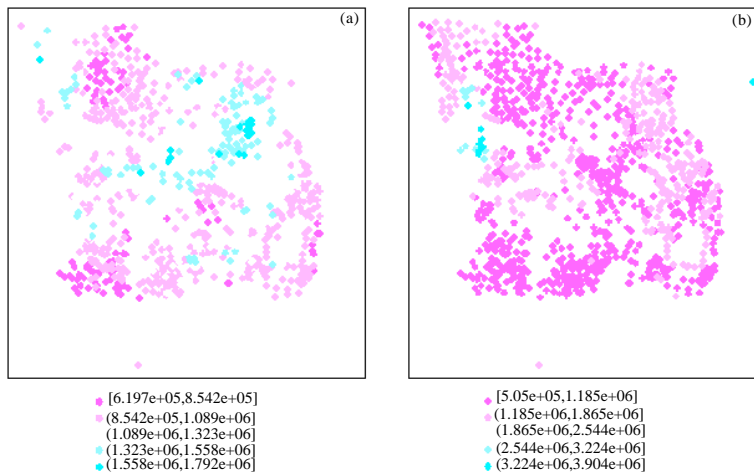 (a)
(b)
[6.197e+05,8.542e+05]
(8.542e+05,1.089e+06]
(1.089e+06,1.323e+06]
(1.323e+06,1.558e+06]
(1.558e+06,1.792e+06]
[5.05e+05,1.185e+06]
(1.185e+06,1.865e+06]
(1.865e+06,2.544e+06]
(2.544e+06,3.224e+06]
(3.224e+06,3.904e+06]